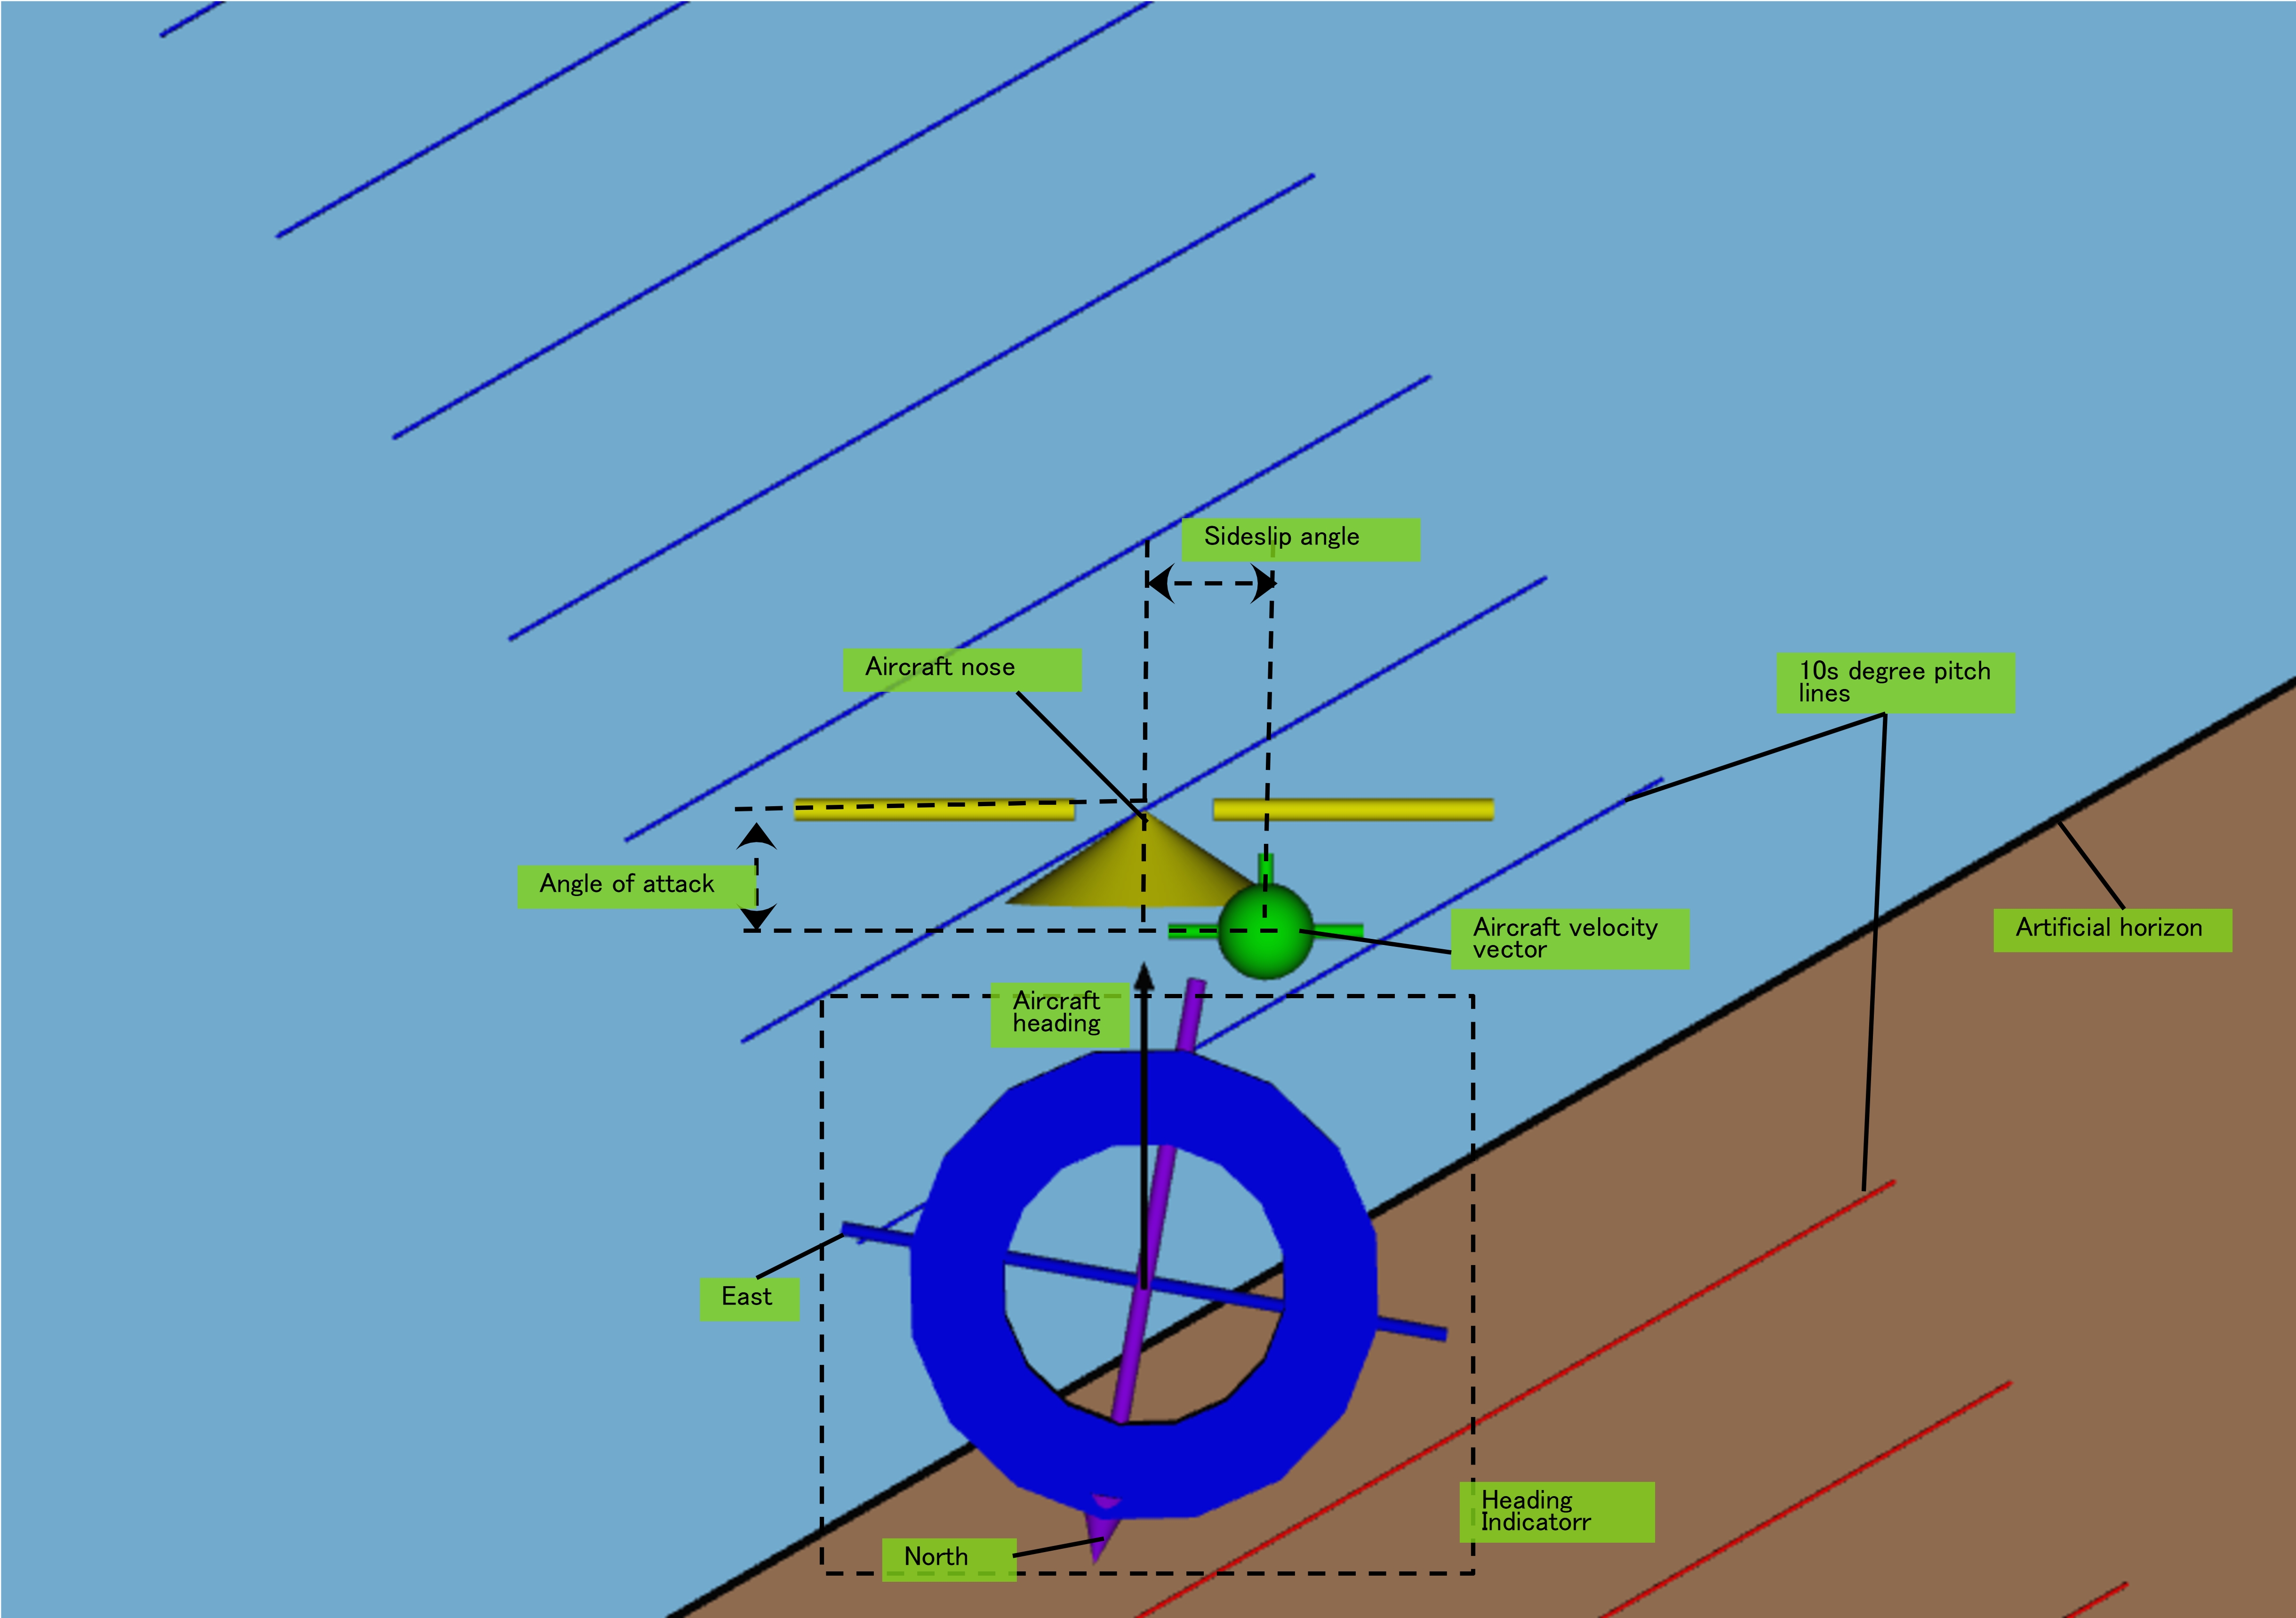 Sideslip angle
Aircraft nose
10s degree pitch
lines
Angle of attack
Aircraft velocity
vector
Artificial horizon
Aircraft
heading
East
Heading
Indicatorr
North